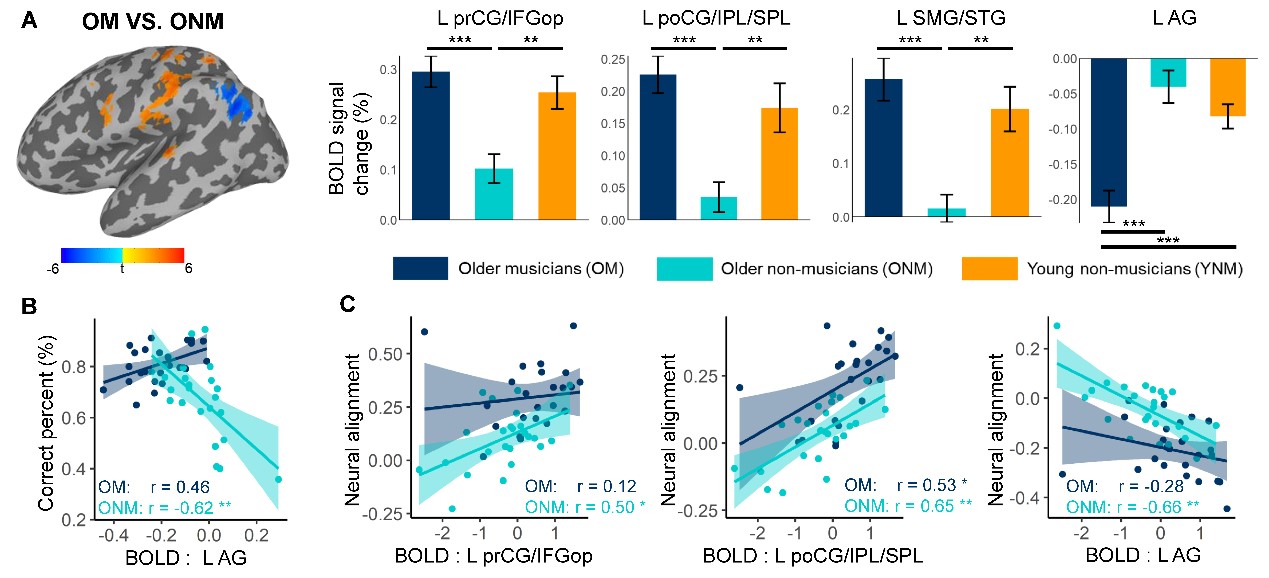 A
OM VS. ONM
-6
t
6
BOLD signal
change (%)
L prCG/IFGop
***
**
0.3
0.2
0.1
0.0
L poCG/IPL/SPL
***
**
0.25
0.20
0.15
0.10
0.05
0.00
L SMG/STG
***
**
0.2
0.1
0.0
L AG
0.00
-0.05
-0.10
-0.15
-0.20
***
***
Older musicians (OM)
Older non-musicians (ONM)
Young non-musicians (YNM)
B
Correct percent (%)
0.8
0.6
0.4
0.2
OM: r = 0.46
ONM: r = -0.62 **
-0.4 -0.2 0.0 0.2
BOLD : L AG
C
Neural alignment
0.50
0.25
0.00
-0.25
OM: r = 0.12
ONM: r = 0.50 *
-2 -1 0 1
BOLD : L prCG/IFGop
Neural alignment
0.25
0.00
-0.25
OM: r = 0.53 *
ONM: r = 0.65 **
-2 -1 0 1
BOLD : L poCG/IPL/SPL
Neural alignment
0.2
0.0
-0.2
-0.4
OM: r = -0.28
ONM: r = -0.66 **
-2 -1 0 1
BOLD : L AG